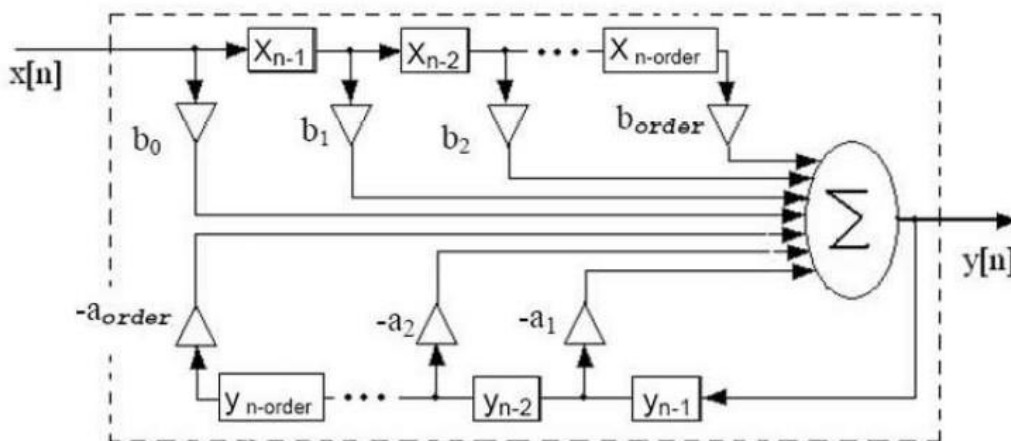 x[n]
X n-1
X n-2
• • •
X n-order
b0
b1
b2
border
Σ
y[n]
-aorder
-a2
-a1
y n-order
• • •
yn-2
yn-1